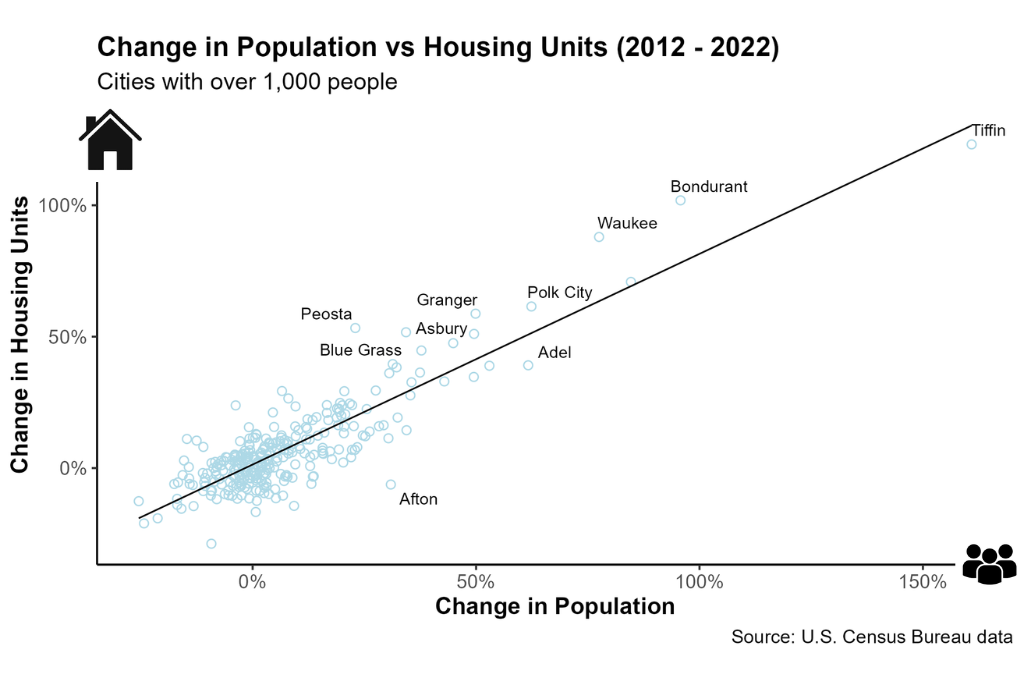 Change in Population vs Housing Units (2012 - 2022)
Cities with over 1,000 people
Change in Housing Units
100%
50%
0%
Tiffin
Bondurant
Waukee
Polk City
Granger
Peosta
Asbury
Blue Grass
Adel
Afton
0%
50%
100%
150%
Change in Population
Source: U.S. Census Bureau data